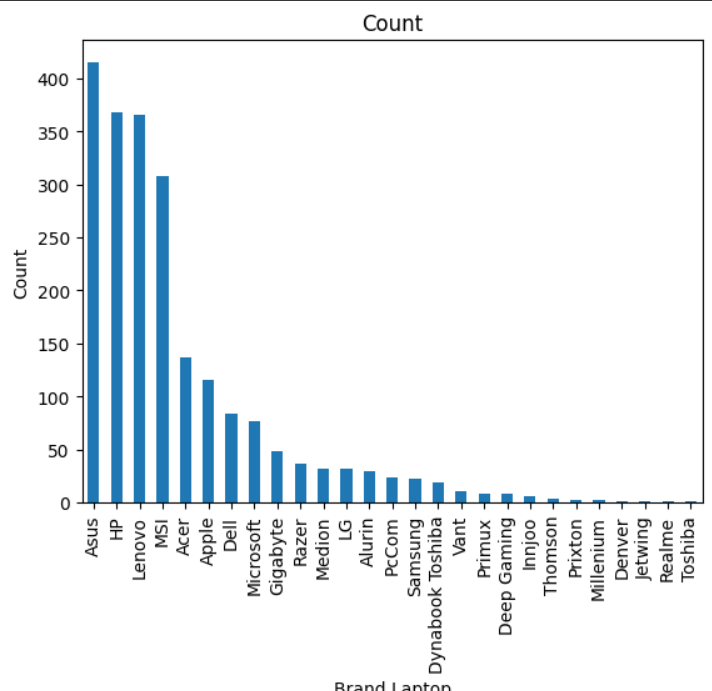 Count
Count
400
350
300
250
200
150
100
50
0
Asus
HP
Lenovo
MSI
Acer
Apple
Dell
Microsoft
Gigabyte
Razer
Medion
LG
Alurin
PcCom
Samsung
Dynabook Toshiba
Vant
Primux
Deep Gaming
Innjoo
Thomson
Prixton
Millenium
Denver
Jetwing
Realme
Toshiba
Brand Laptop